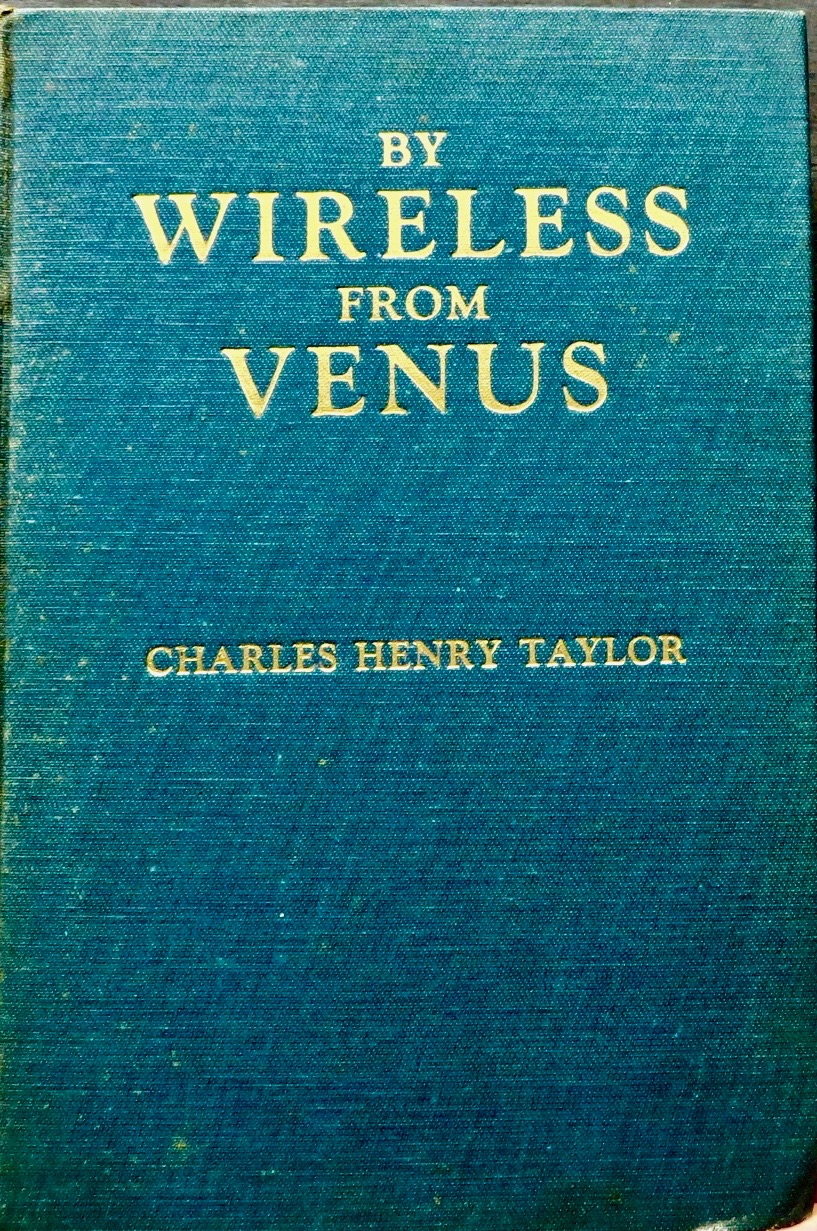 BY
WIRELESS
FROM
VENUS
CHARLES HENRY TAYLOR